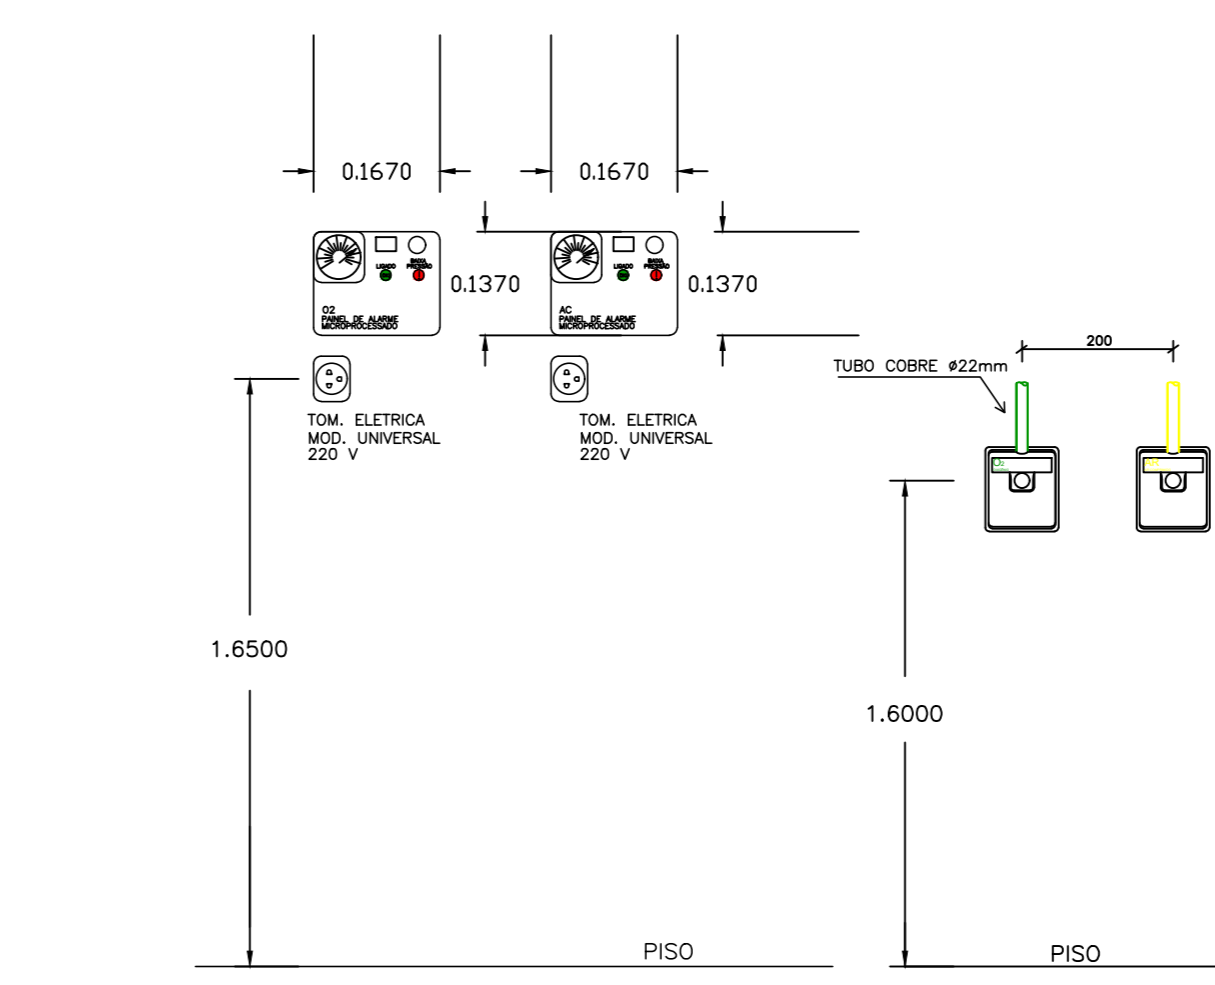 0.1670
0.1670
LIGADO
BAIXA
PRESSÃO
LIGADO
BAIXA
PRESSÃO
0.1370
0.1370
O2
PAINEL DE ALARME
MICROPROCESSADO
AC
PAINEL DE ALARME
MICROPROCESSADO
200
TUBO COBRE Ø22mm
TOM. ELETRICA
MOD. UNIVERSAL
220 V
TOM. ELETRICA
MOD. UNIVERSAL
220 V
O2
1.6500
1.6000
PISO
PISO